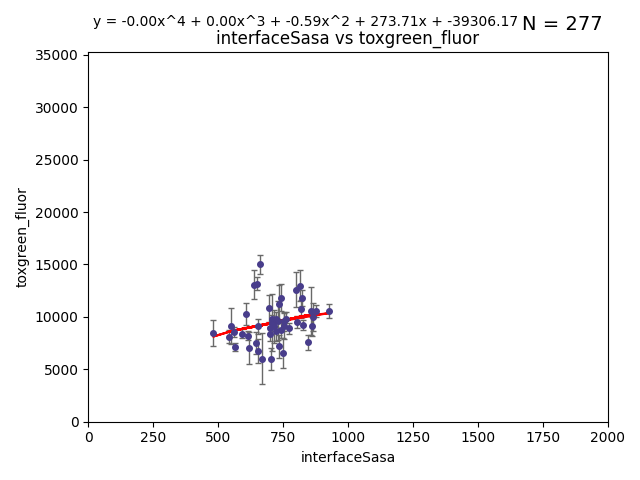 y = -0.00x^4 + 0.00x^3 + -0.59x^2 + 273.71x + -39306.17 N = 277
interfaceSasa vs toxgreen_fluor
35000
30000
25000
20000
15000
10000
5000
0
toxgreen_fluor
0 250 500 750 1000 1250 1500 1750 2000
interfaceSasa